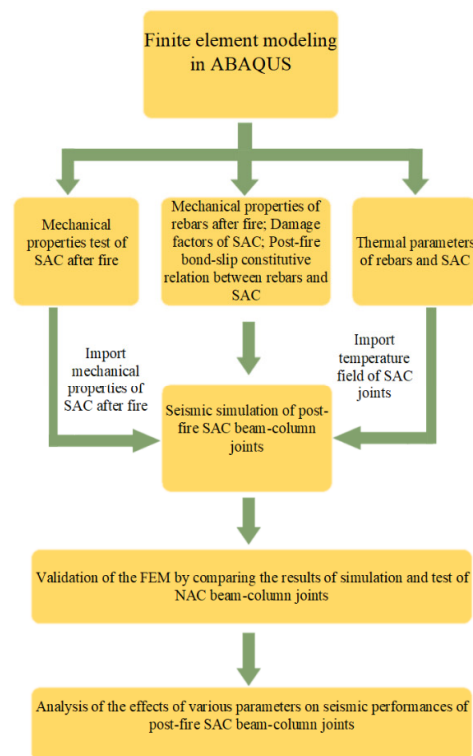 Finite element modeling
in ABAQUS
Mechanical
properties test of
SAC after fire
Mechanical properties of
rebars after fire; Damage
factors of SAC; Post-fire
bond-slip constitutive
relation between rebars and
SAC
Thermal parameters
of rebars and SAC
Import
mechanical
properties of
SAC after fire
Import
temperature
field of SAC
joints
Seismic simulation of post-
fire SAC beam-column
joints
Validation of the FEM by comparing the results of simulation and test of
NAC beam-column joints
Analysis of the effects of various parameters on seismic performances of
post-fire SAC beam-column joints